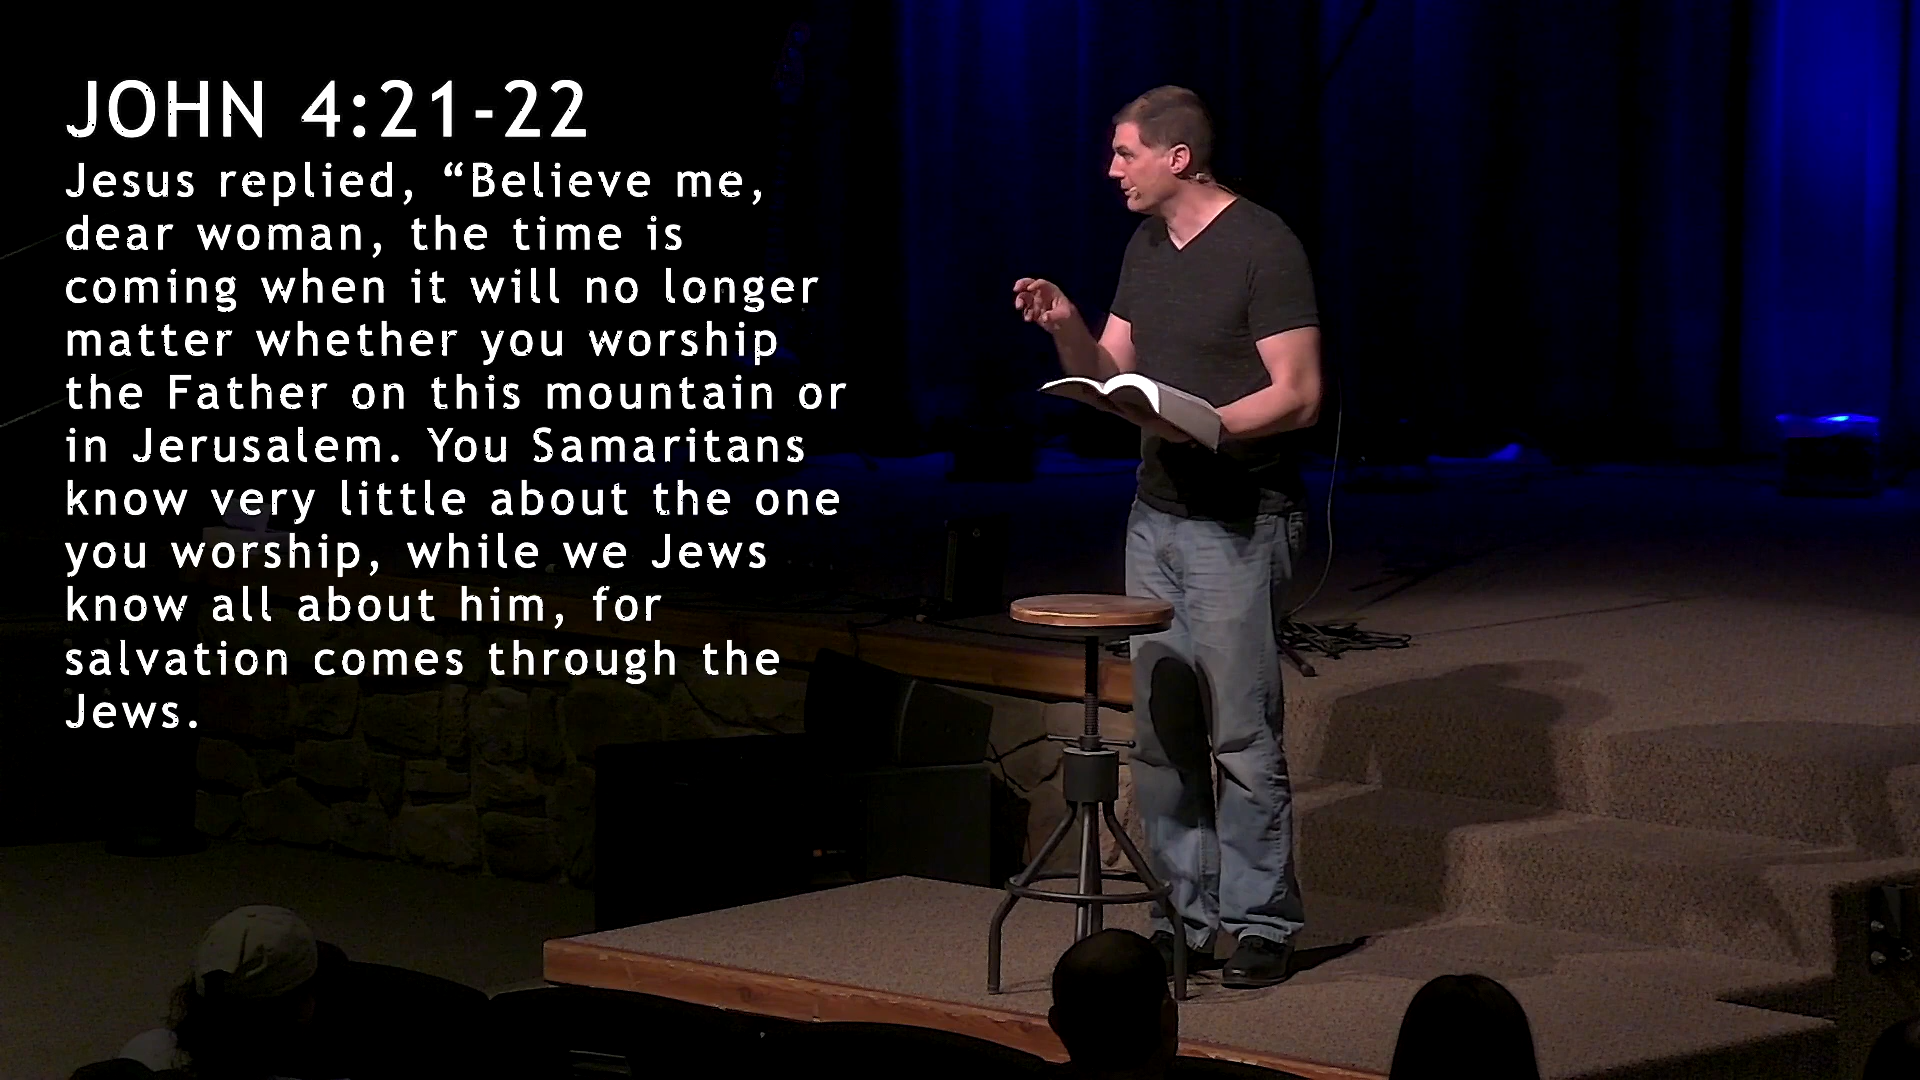 JOHN 4:21-22
Jesus replied, “Believe me,
dear woman, the time is
coming when it will no longer
matter whether you worship
the Father on this mountain or
in Jerusalem. You Samaritans
know very little about the one
you worship, while we Jews
know all about him, for
salvation comes through the
Jews.